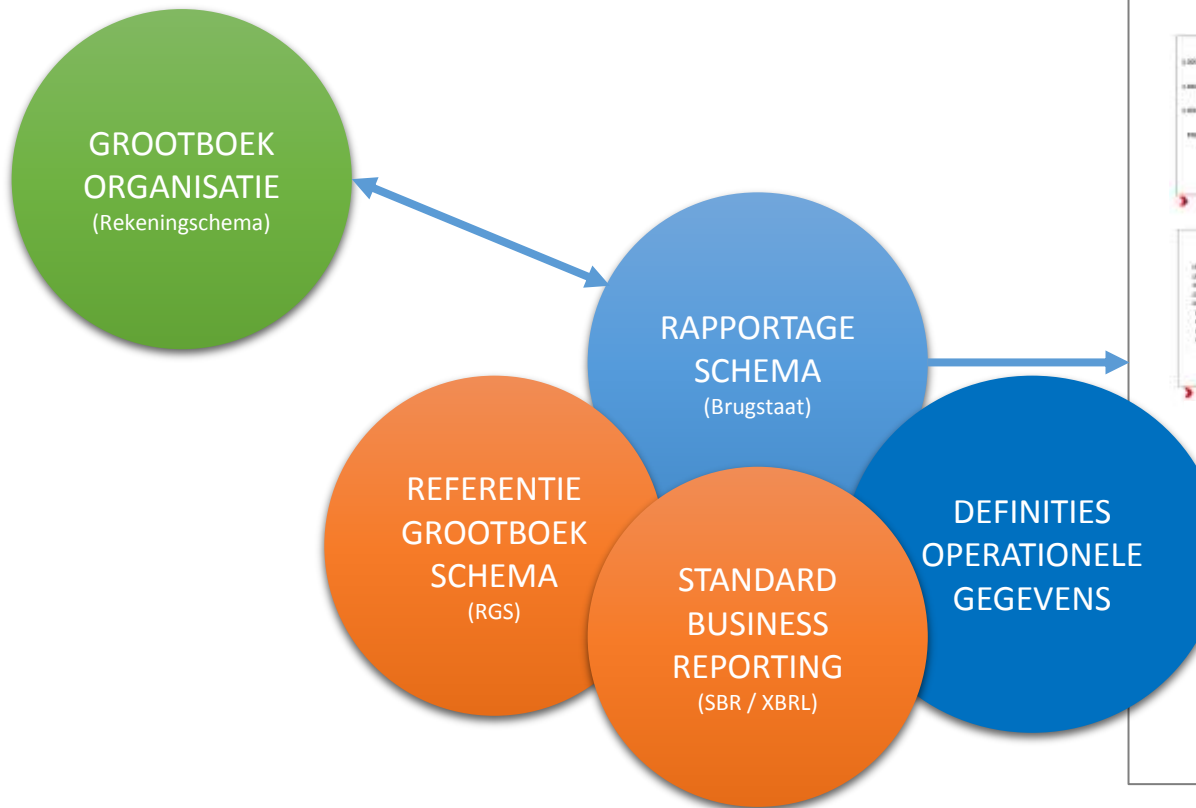 GROOTBOEK
ORGANISATIE
(Rekeningschema)
RAPPORTAGE
SCHEMA
(Brugstaat)
REFERENTIE
GROOTBOEK
SCHEMA
(RGS)
STANDARD
BUSINESS
REPORTING
(SBR / XBRL)
DEFINITIES
OPERATIONELE
GEGEVENS